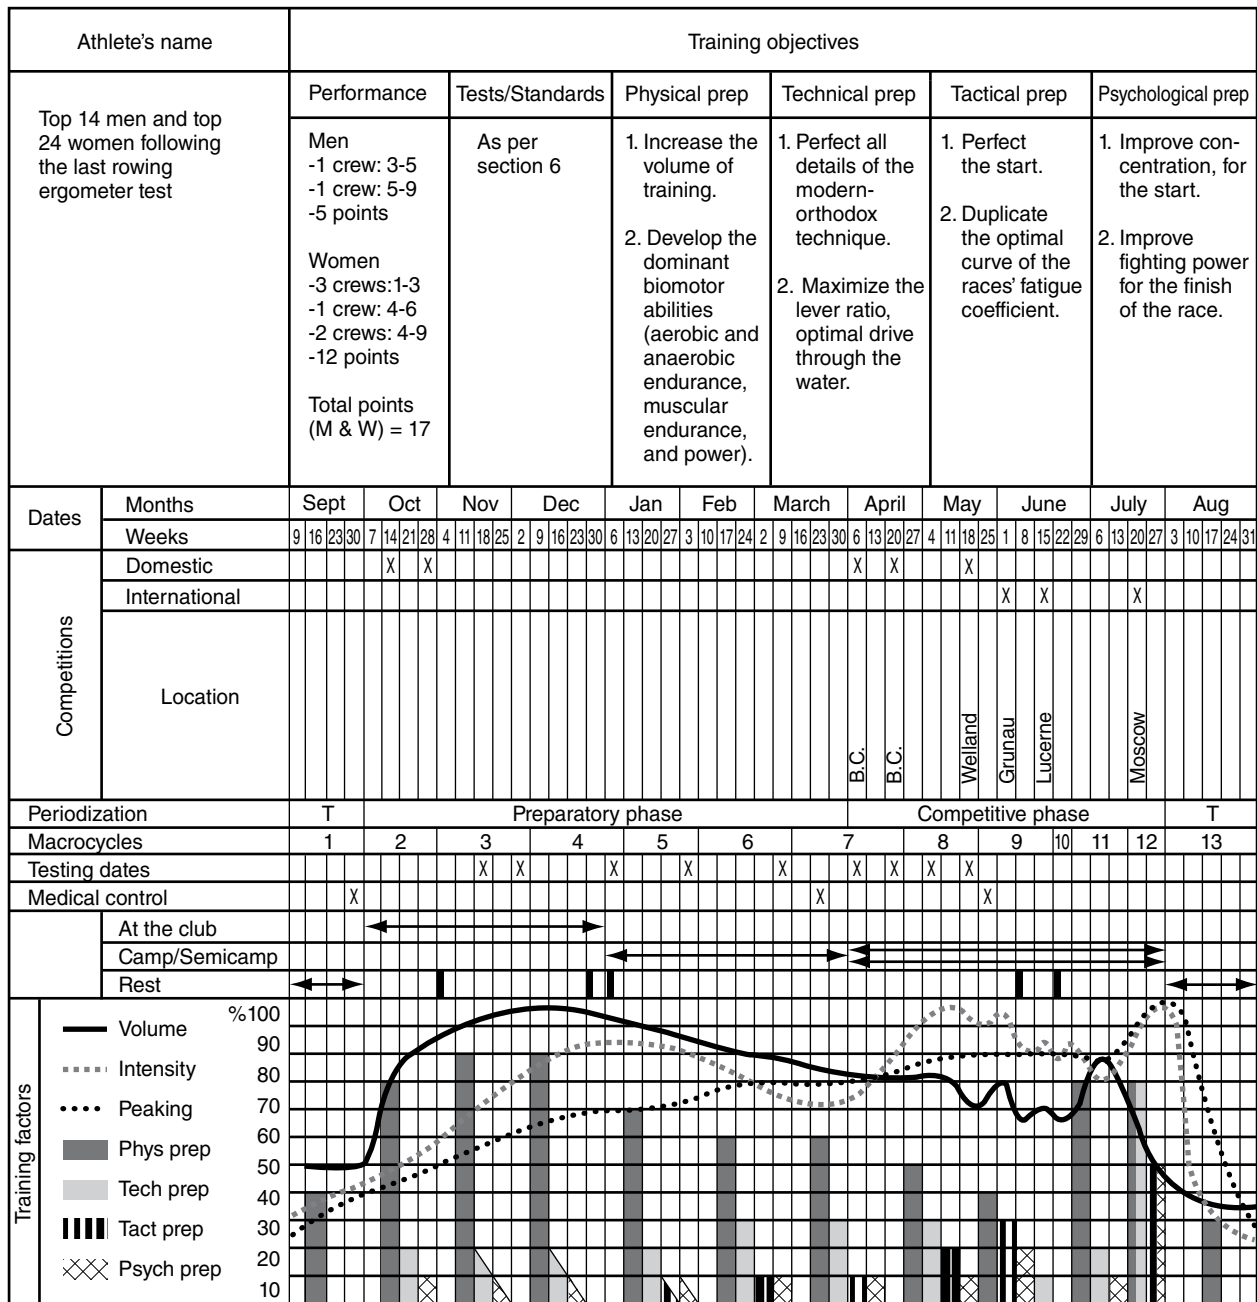 Athlete's name
Training objectives
Top 14 men and top
24 women following
the last rowing
ergometer test
Performance
Men
-1 crew: 3-5
-1 crew: 5-9
-5 points
Women
-3 crews:1-3
-1 crew: 4-6
-2 crews: 4-9
-12 points
Total points
(M & W) = 17
Tests/Standards
As per
section 6
Physical prep
1. Increase the
volume of
training.
2. Develop the
dominant
biomotor
abilities
(aerobic and
anaerobic
endurance,
muscular
endurance,
and power).
Technical prep
1. Perfect all
details of the
modern-
orthodox
technique.
2. Maximize the
lever ratio,
optimal drive
through the
water.
Tactical prep
1. Perfect
the start.
2. Duplicate
the optimal
curve of the
races' fatigue
coefficient.
Psychological prep
1. Improve con-
centration, for
the start.
2. Improve
fighting power
for the finish
of the race.
Dates
Months Sept Oct Nov Dec Jan Feb March April May June July Aug
Weeks 9 16 23 30 7 14 21 28 4 11 18 25 2 9 16 23 30 6 13 20 27 3 10 17 24 2 9 16 23 30 6 13 20 27 4 11 18 25 1 8 15 22 29 6 13 20 27 3 10 17 24 31
Competitions
Domestic X X X X X
International X X X
Location
B.C.
B.C.
Welland
Grunau
Lucerne
Moscow
Periodization T Preparatory phase Competitive phase T
Macrocycles 1 2 3 4 5 6 7 8 9 10 11 12 13
Testing dates X X X X X X X X X
Medical control X X X
At the club
Camp/Semicamp
Rest
Training factors
Volume
Intensity
Peaking
Phys prep
Tech prep
Tact prep
Psych prep
%100
90
80
70
60
50
40
30
20
10